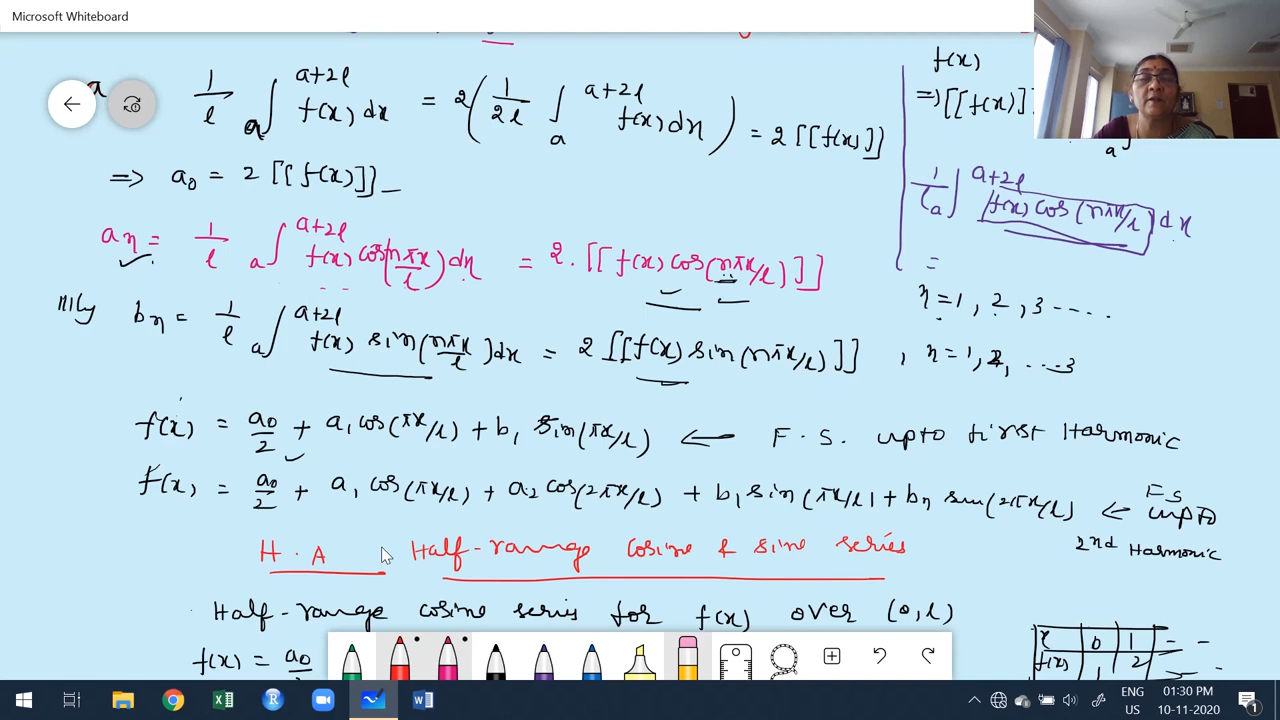 Microsoft Whiteboard
a 1/l ∫_a^{a+2l} f(x) dx = 2(1/2l ∫_a^{a+2l} f(x) dx) = 2[[f(x)]]
=> a0 = 2[[f(x)]]
an = 1/l ∫_a^{a+2l} f(x) cos(nπx/l) dx = 2.[[f(x) cos(nπx/l)]]
lllly bn = 1/l ∫_a^{a+2l} f(x) sin(nπx/l) dx = 2[[f(x) sin(nπx/l)]] , n=1,2, ....3
f(x)
=> [[f(x)]]
a
1/l ∫_a^{a+2l} f(x) cos(nπx/l) dx
=
n=1, 2, 3 ....
f(x) = a0/2 + a1 cos(πx/l) + b1 sin(πx/l) <— F.S. upto first Harmonic
f(x) = a0/2 + a1 cos(πx/l) + a2 cos(2πx/l) + b1 sin(πx/l) + bn sin(2πx/l) <— F.S upto
2nd Harmonic
H.A Half-range cosine & sine series
Half-range cosine series for f(x) over (0,l)
f(x) = a0
x 0 1 - -
f(x) 1 2
ENG
US
01:30 PM
10-11-2020
1